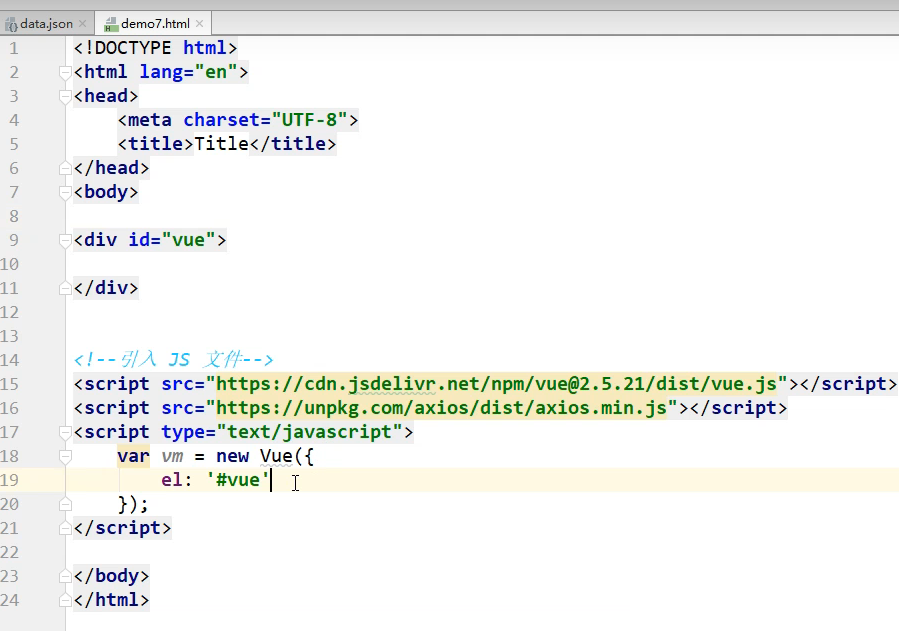 data.json
demo7.html
1 <!DOCTYPE html>
2 <html lang="en">
3 <head>
4 <meta charset="UTF-8">
5 <title>Title</title>
6 </head>
7 <body>
8
9 <div id="vue">
10
11 </div>
12
13
14 <!--引入 JS 文件-->
15 <script src="https://cdn.jsdelivr.net/npm/vue@2.5.21/dist/vue.js"></script>
16 <script src="https://unpkg.com/axios/dist/axios.min.js"></script>
17 <script type="text/javascript">
18 var vm = new Vue({
19 el: '#vue'
20 });
21 </script>
22
23 </body>
24 </html>